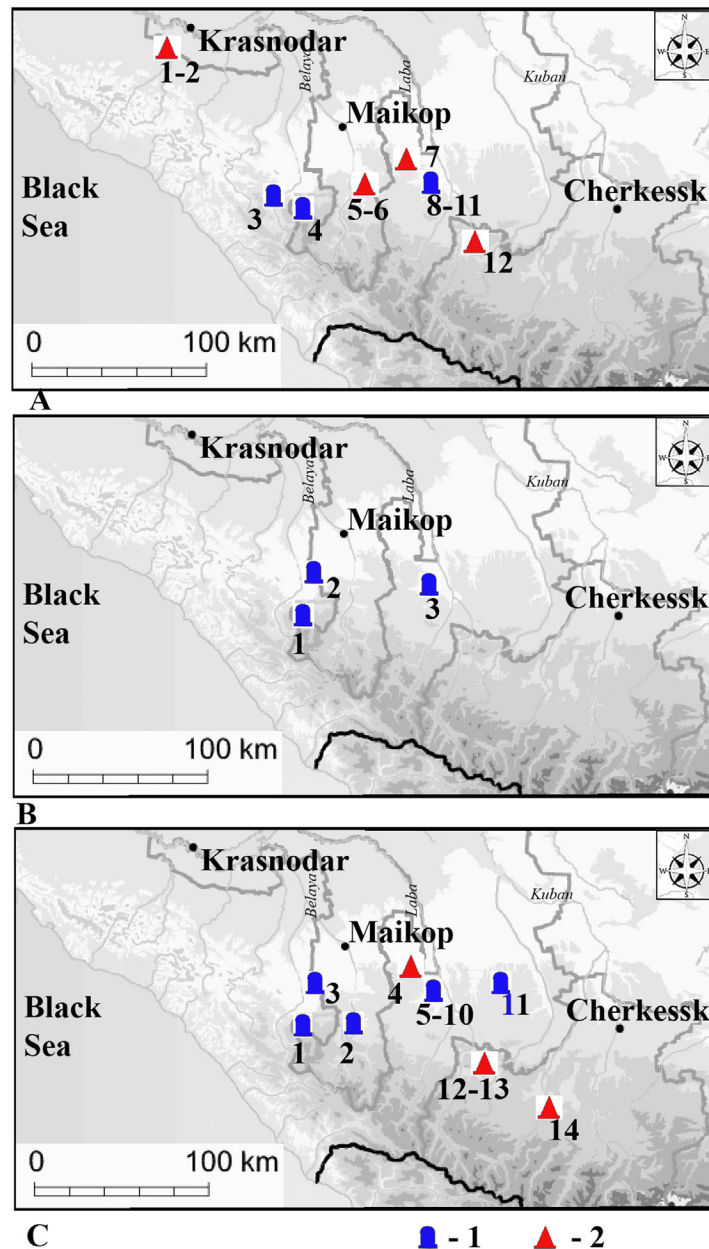 N
W E
S
Krasnodar
1-2
Belaya
Laba
Kuban
Maikop
7
Black
Sea
Cherkessk
3
4
5-6
8-11
12
0 100 km
A
N
W E
S
Krasnodar
Belaya
Laba
Kuban
Maikop
Black
Sea
Cherkessk
2
1
3
0 100 km
B
N
W E
S
Krasnodar
Belaya
Laba
Kuban
Maikop
Black
Sea
Cherkessk
3
4
5-10
11
1
2
12-13
14
0 100 km
C
- 1 - 2